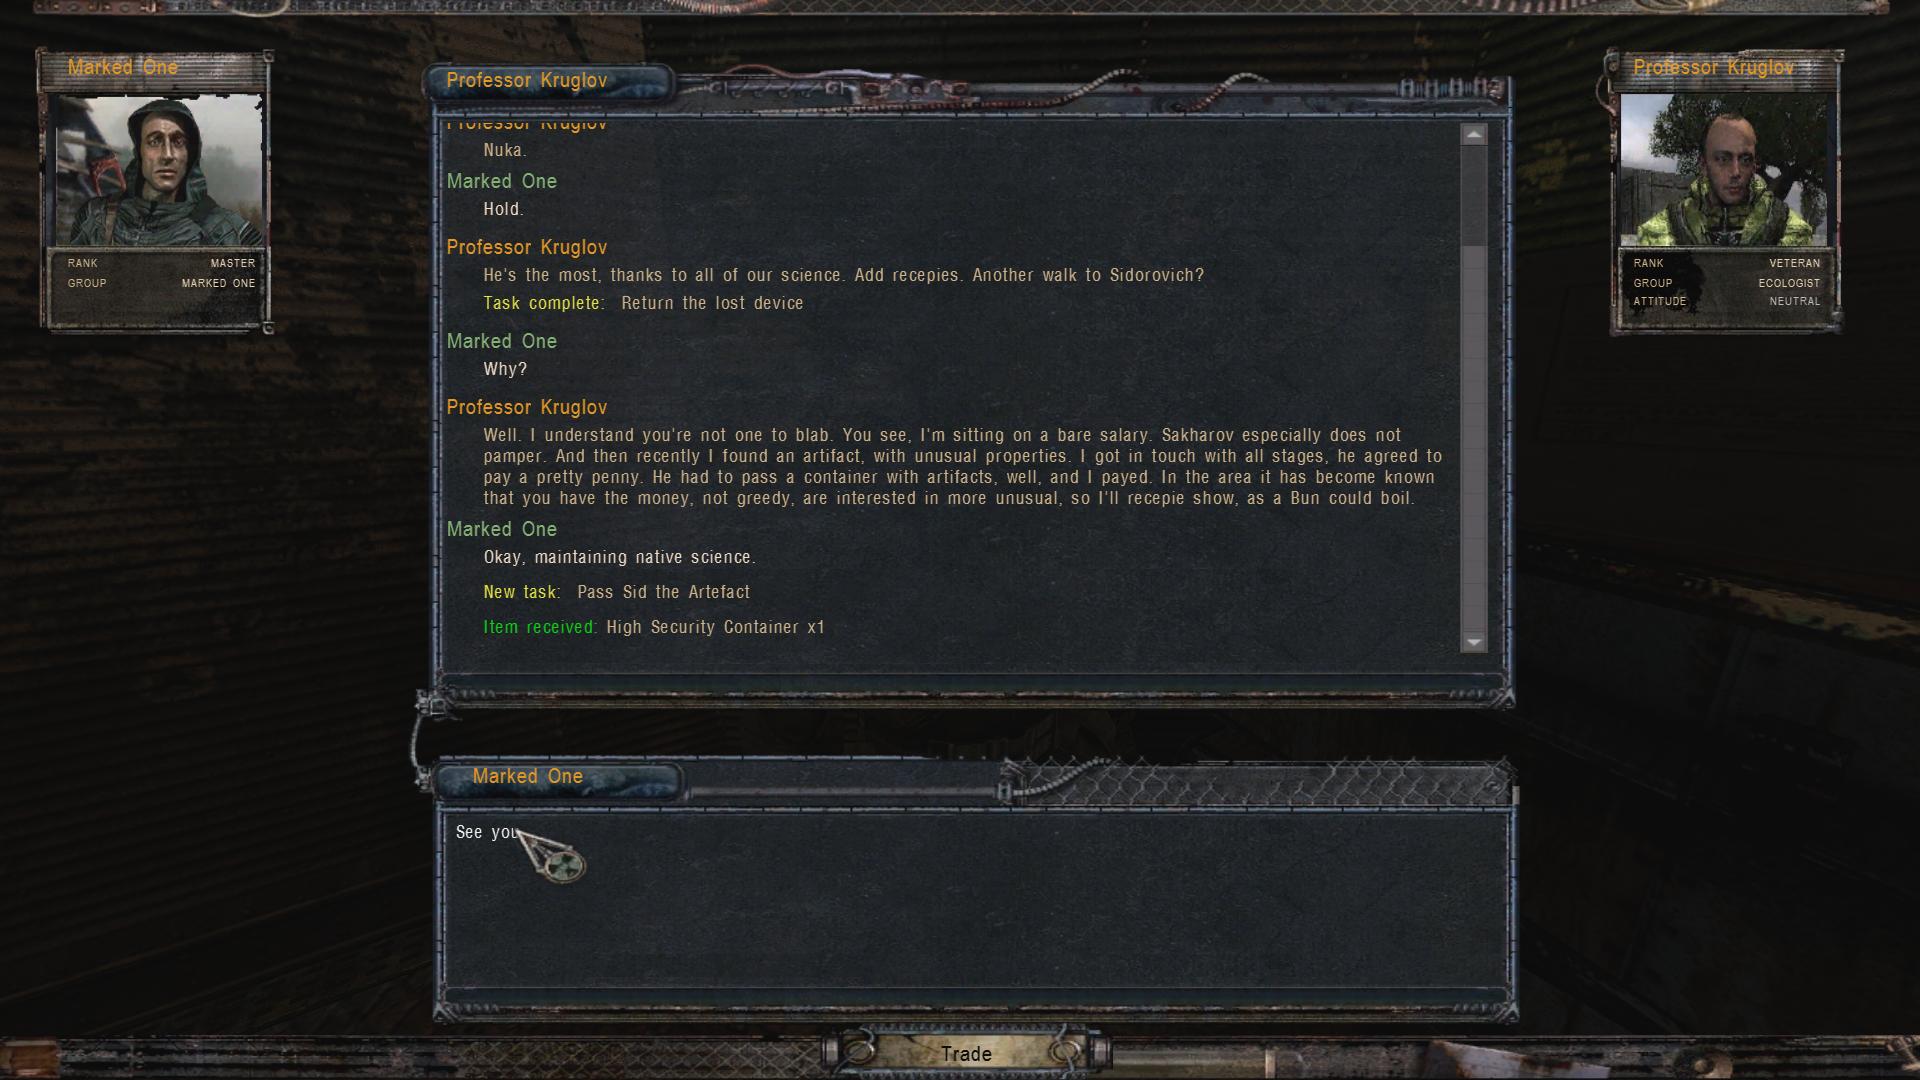 Marked One
RANK MASTER
GROUP MARKED ONE
Professor Kruglov
Professor Kruglov
Nuka.
Marked One
Hold.
Professor Kruglov
He's the most, thanks to all of our science. Add recepies. Another walk to Sidorovich?
Task complete: Return the lost device
Marked One
Why?
Professor Kruglov
Well. I understand you're not one to blab. You see, I'm sitting on a bare salary. Sakharov especially does not
pamper. And then recently I found an artifact, with unusual properties. I got in touch with all stages, he agreed to
pay a pretty penny. He had to pass a container with artifacts, well, and I payed. In the area it has become known
that you have the money, not greedy, are interested in more unusual, so I'll recepie show, as a Bun could boil.
Marked One
Okay, maintaining native science.
New task: Pass Sid the Artefact
Item received: High Security Container x1
Professor Kruglov
RANK VETERAN
GROUP ECOLOGIST
ATTITUDE NEUTRAL
Marked One
See you
Trade